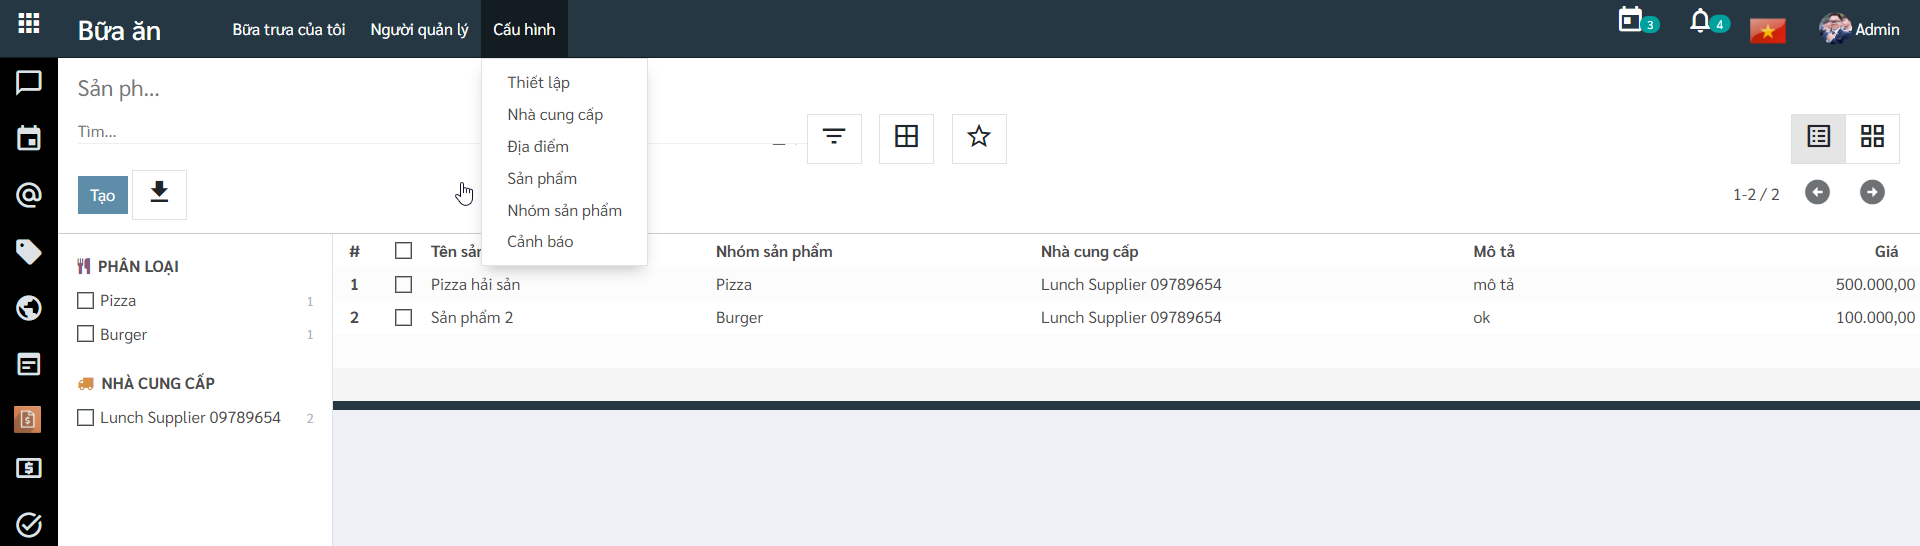 Bữa ăn
Bữa trưa của tôi
Người quản lý
Cấu hình
3
4
Admin
Thiết lập
Nhà cung cấp
Địa điểm
Sản phẩm
Nhóm sản phẩm
Cảnh báo
Sản ph...
Tìm...
Tạo
1-2 / 2
PHÂN LOẠI
Pizza 1
Burger 1
NHÀ CUNG CẤP
Lunch Supplier 09789654 2
# Tên sản Nhóm sản phẩm Nhà cung cấp Mô tả Giá
1 Pizza hải sản Pizza Lunch Supplier 09789654 mô tả 500.000,00
2 Sản phẩm 2 Burger Lunch Supplier 09789654 ok 100.000,00